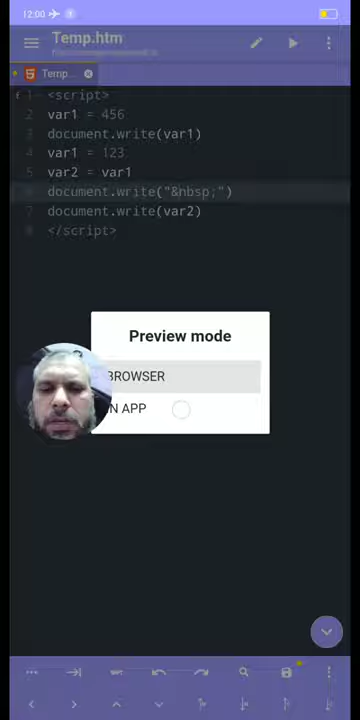 12:00
Temp.htm
Temp...
1 <script>
2 var1 = 456
3 document.write(var1)
4 var1 = 123
5 var2 = var1
6 document.write("&nbsp;")
7 document.write(var2)
8 </script>
Preview mode
BROWSER
N APP